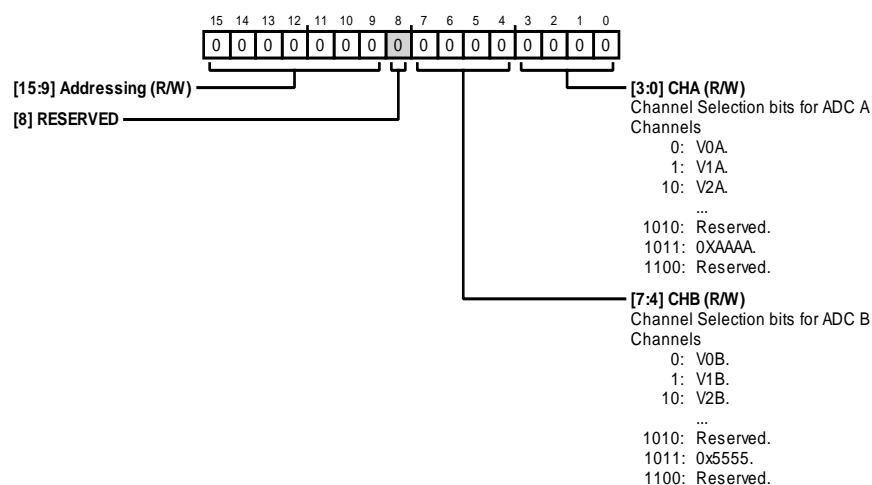 15 14 13 12 11 10 9 8 7 6 5 4 3 2 1 0
0 0 0 0 0 0 0 0 0 0 0 0 0 0 0 0
[15:9] Addressing (R/W)
[8] RESERVED
[3:0] CHA (R/W)
Channel Selection bits for ADC A
Channels
0: V0A.
1: V1A.
10: V2A.
...
1010: Reserved.
1011: 0XAAAA.
1100: Reserved.
[7:4] CHB (R/W)
Channel Selection bits for ADC B
Channels
0: V0B.
1: V1B.
10: V2B.
...
1010: Reserved.
1011: 0x5555.
1100: Reserved.